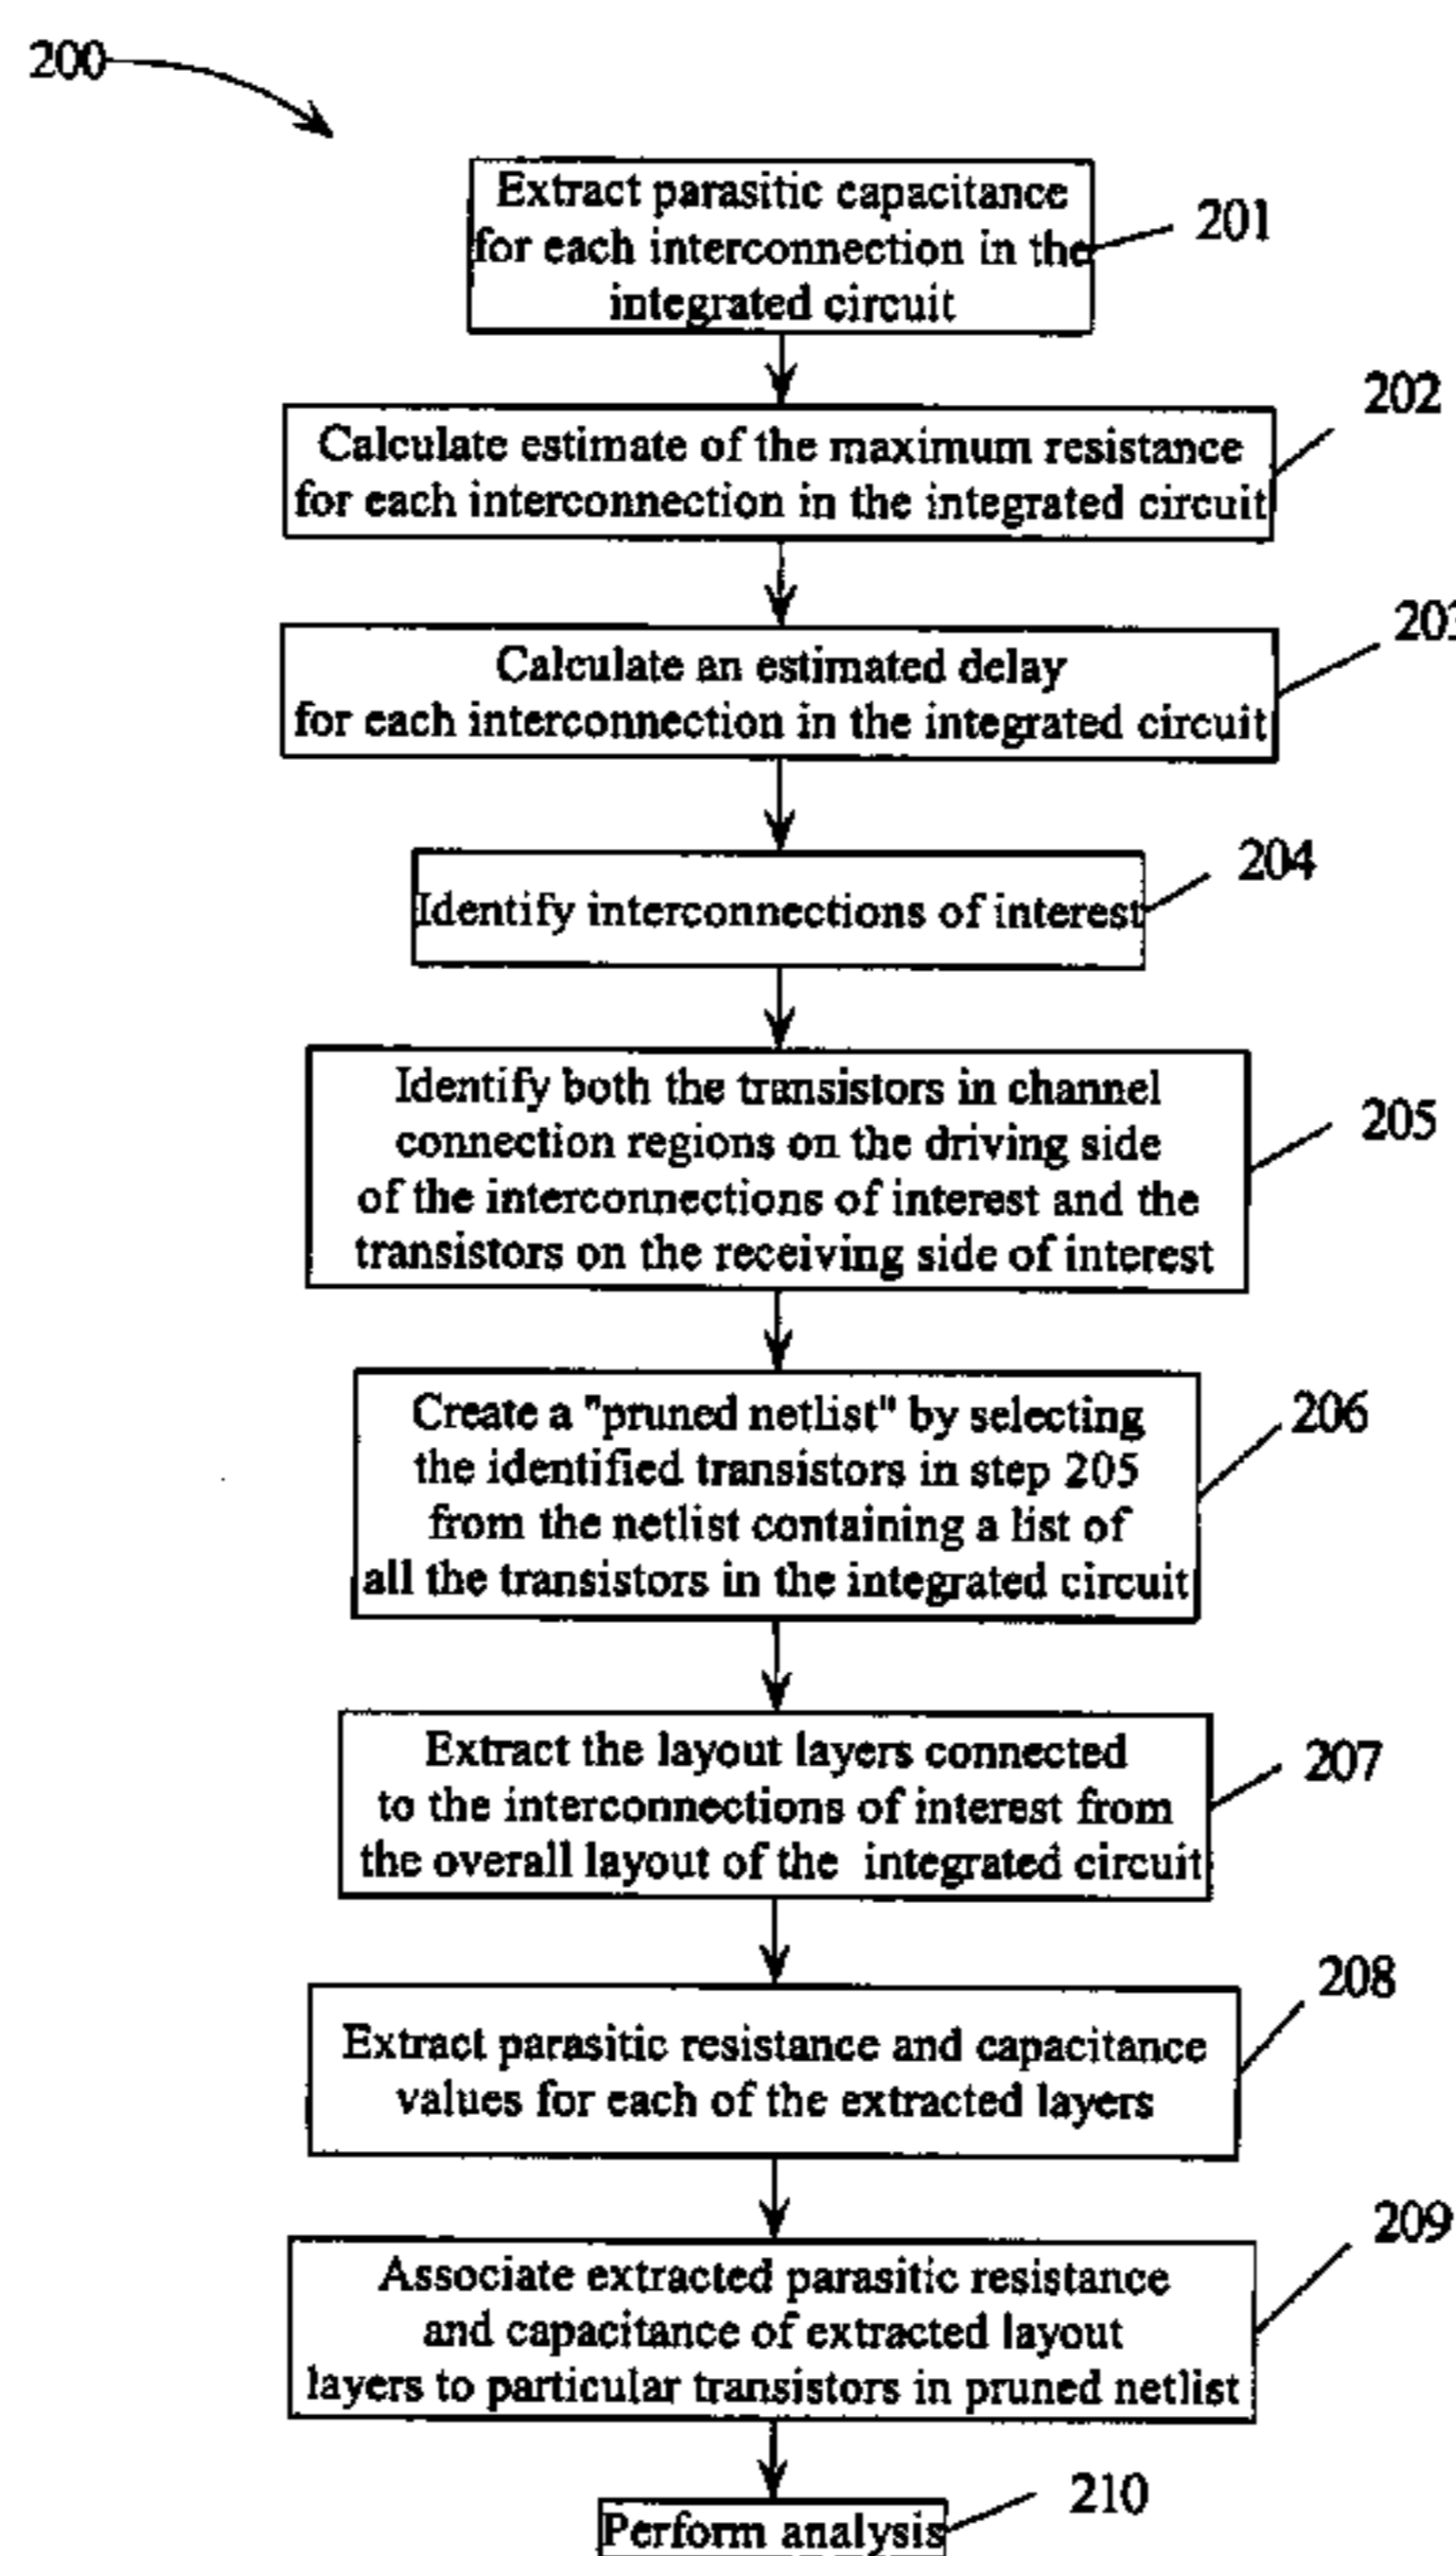 200
Extract parasitic capacitance
for each interconnection in the
integrated circuit
201
Calculate estimate of the maximum resistance
for each interconnection in the integrated circuit
202
Calculate an estimated delay
for each interconnection in the integrated circuit
203
Identify interconnections of interest
204
Identify both the transistors in channel
connection regions on the driving side
of the interconnections of interest and the
transistors on the receiving side of interest
205
Create a "pruned netlist" by selecting
the identified transistors in step 205
from the netlist containing a list of
all the transistors in the integrated circuit
206
Extract the layout layers connected
to the interconnections of interest from
the overall layout of the integrated circuit
207
Extract parasitic resistance and capacitance
values for each of the extracted layers
208
Associate extracted parasitic resistance
and capacitance of extracted layout
layers to particular transistors in pruned netlist
209
Perform analysis
210